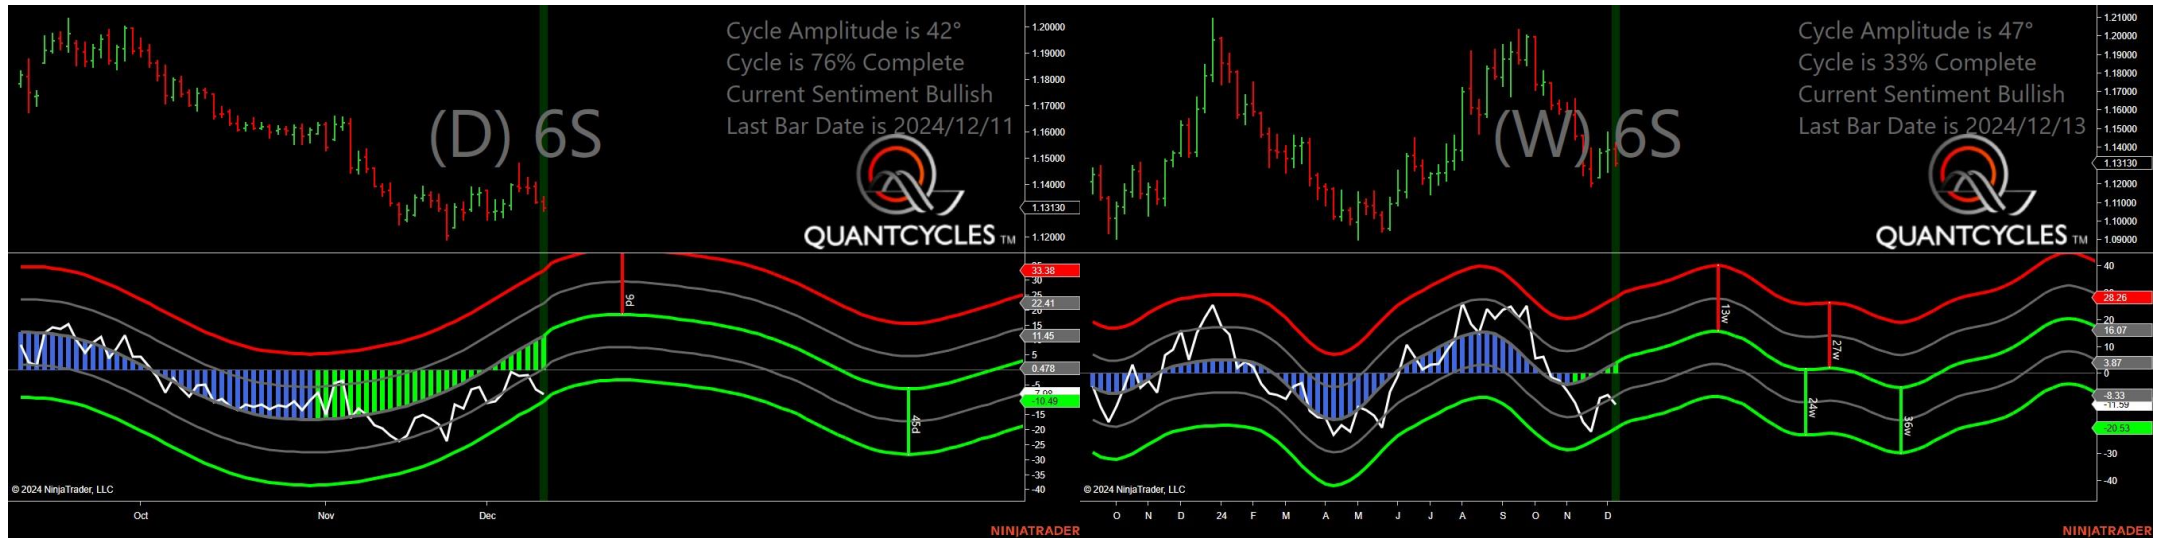 Cycle Amplitude is 42°
Cycle is 76% Complete
Current Sentiment Bullish
Last Bar Date is 2024/12/11
(D) 6S
QUANTCYCLES TM
1.20000
1.19000
1.18000
1.17000
1.16000
1.15000
1.14000
1.13130
1.12000
33.38
30
25
22.41
20
15
11.45
5
0.478
-5
-10.49
-15
-20
-25
-30
-35
-40
9d
45d
© 2024 NinjaTrader, LLC
Oct
Nov
Dec
NINJATRADER
Cycle Amplitude is 47°
Cycle is 33% Complete
Current Sentiment Bullish
Last Bar Date is 2024/12/13
(W) 6S
QUANTCYCLES TM
1.21000
1.20000
1.19000
1.18000
1.17000
1.16000
1.15000
1.14000
1.13130
1.12000
1.11000
1.10000
1.09000
40
28.26
20
16.07
10
3.87
0
-8.33
-11.59
-20.53
-30
-40
13w
27w
24w
36w
© 2024 NinjaTrader, LLC
O N D 24 F M A M J J A S O N D
NINJATRADER